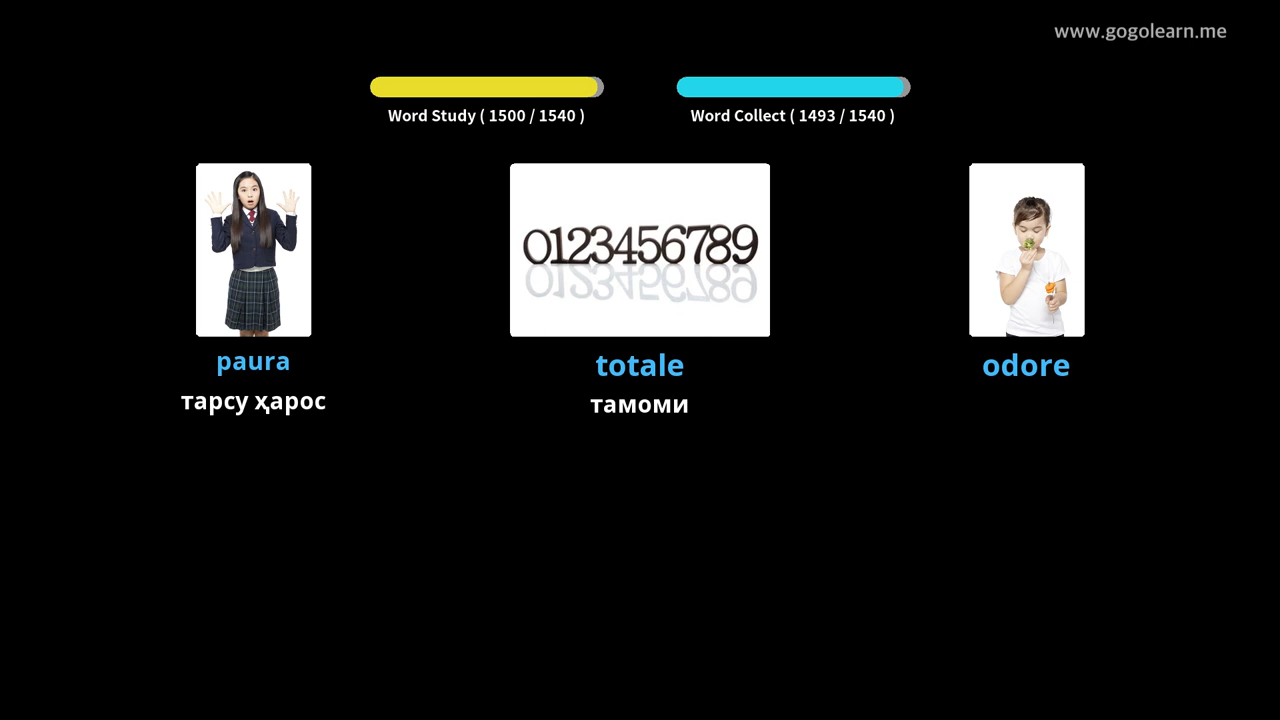 www.gogolearn.me
Word Study ( 1500 / 1540 )
Word Collect ( 1493 / 1540 )
0123456789
paura
totale
odore
тарсу ҳарос
тамоми